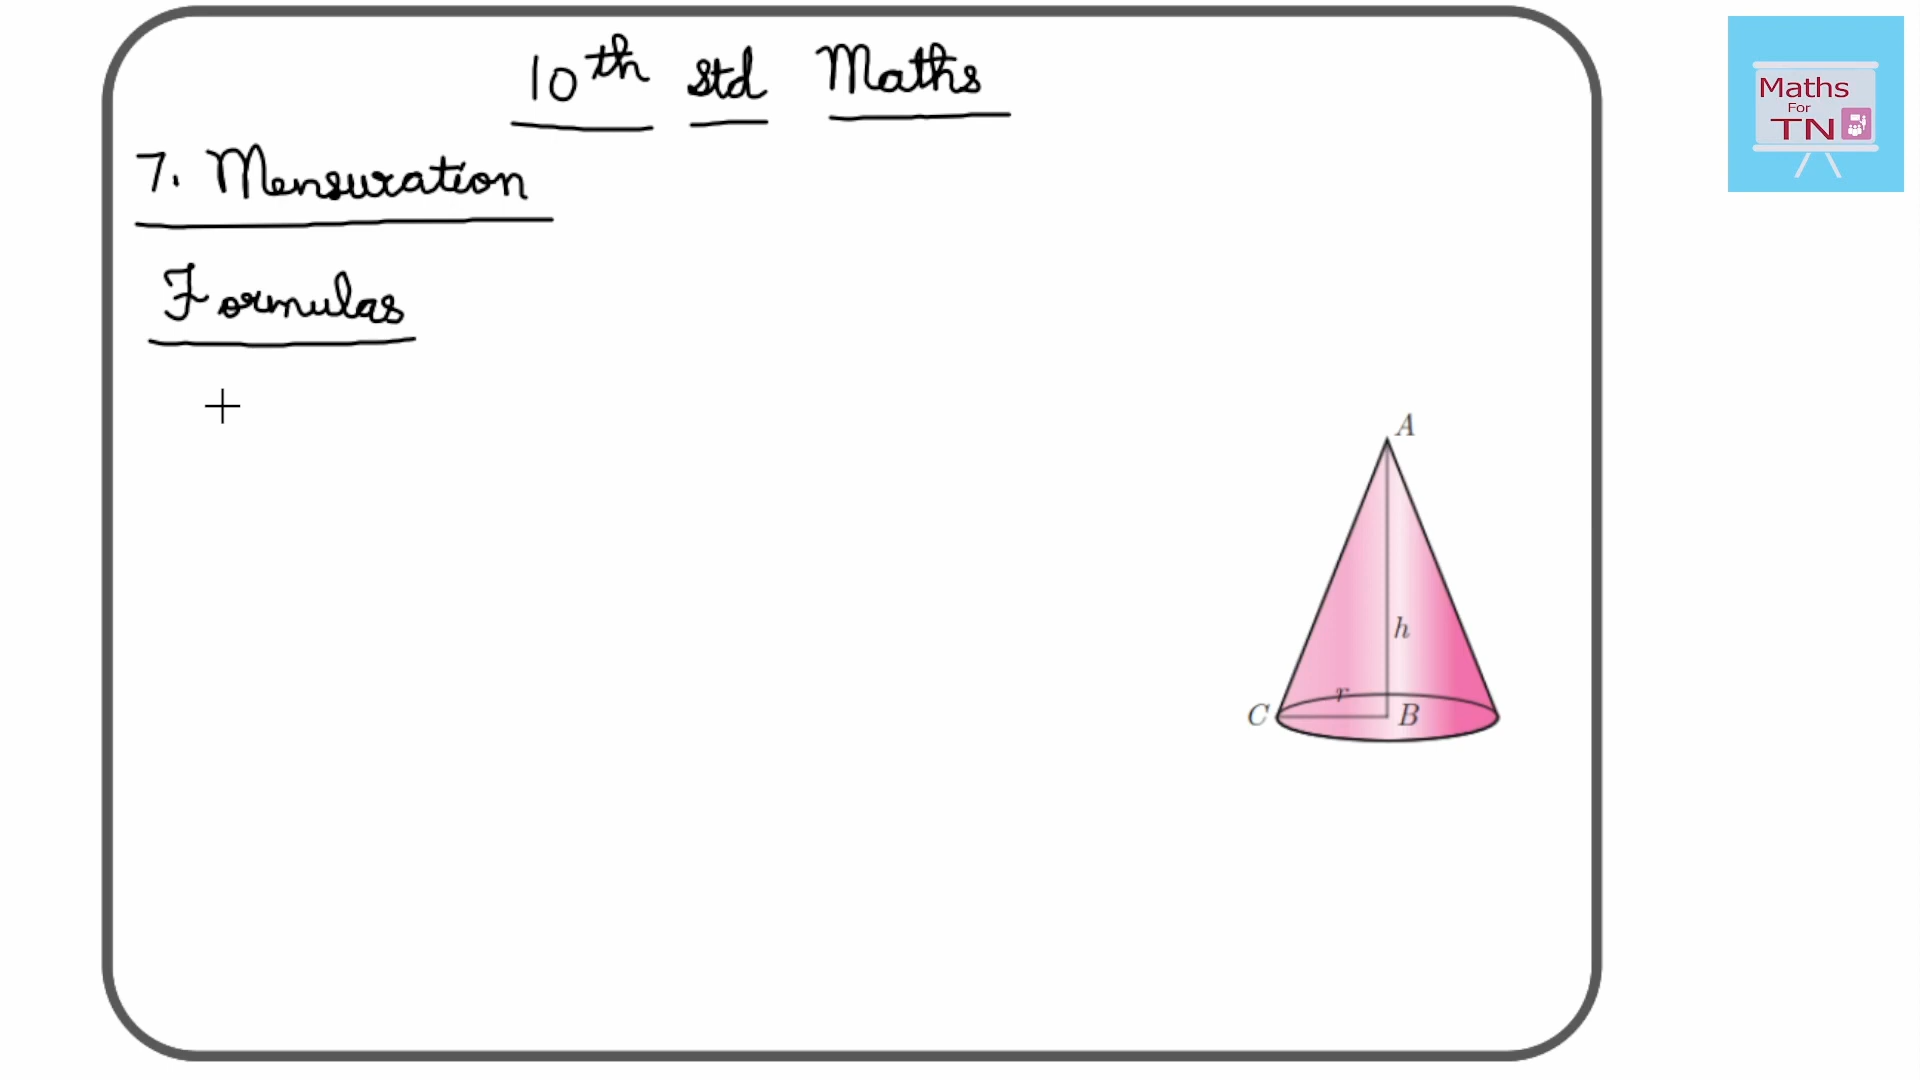 10th std Maths
Maths
For
TN
7. Mensuration
Formulas
A
h
r
C
B